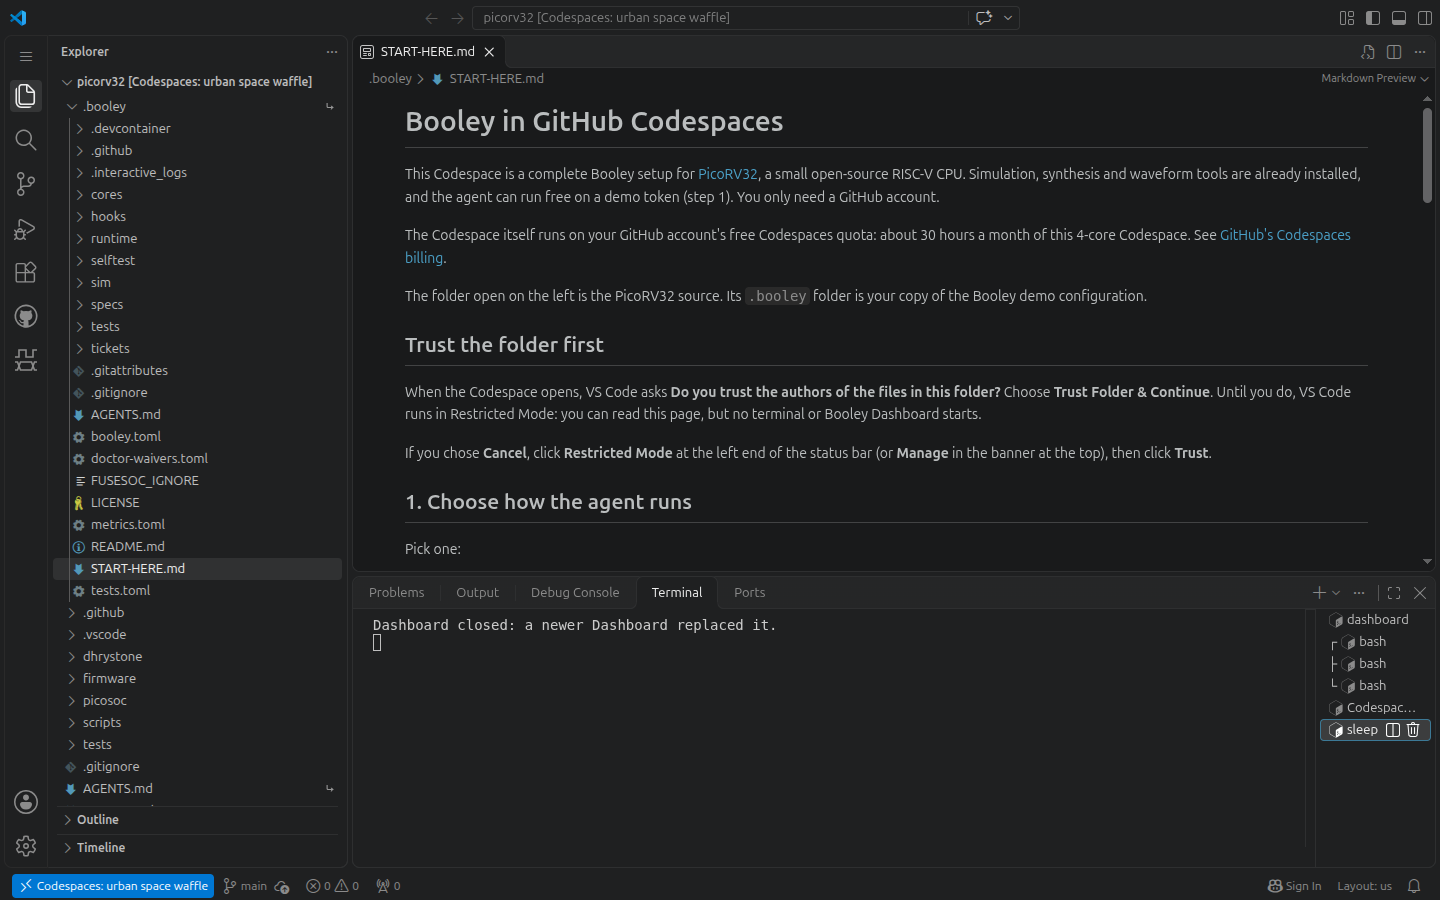 picorv32 [Codespaces: urban space waffle]
Explorer
picorv32 [Codespaces: urban space waffle]
.booley
.devcontainer
.github
.interactive_logs
cores
hooks
runtime
selftest
sim
specs
tests
tickets
.gitattributes
.gitignore
AGENTS.md
booley.toml
doctor-waivers.toml
FUSESOC_IGNORE
LICENSE
metrics.toml
README.md
START-HERE.md
tests.toml
.github
.vscode
dhrystone
firmware
picosoc
scripts
tests
.gitignore
AGENTS.md
Outline
Timeline
START-HERE.md
.booley > START-HERE.md
Markdown Preview
Booley in GitHub Codespaces
This Codespace is a complete Booley setup for PicoRV32, a small open-source RISC-V CPU. Simulation, synthesis and waveform tools are already installed,
and the agent can run free on a demo token (step 1). You only need a GitHub account.
The Codespace itself runs on your GitHub account's free Codespaces quota: about 30 hours a month of this 4-core Codespace. See GitHub's Codespaces
billing.
The folder open on the left is the PicoRV32 source. Its .booley folder is your copy of the Booley demo configuration.
Trust the folder first
When the Codespace opens, VS Code asks Do you trust the authors of the files in this folder? Choose Trust Folder & Continue. Until you do, VS Code
runs in Restricted Mode: you can read this page, but no terminal or Booley Dashboard starts.
If you chose Cancel, click Restricted Mode at the left end of the status bar (or Manage in the banner at the top), then click Trust.
1. Choose how the agent runs
Pick one:
Problems
Output
Debug Console
Terminal
Ports
Dashboard closed: a newer Dashboard replaced it.
dashboard
bash
bash
bash
Codespac...
sleep
Codespaces: urban space waffle
main
0
0
0
Sign In
Layout: us